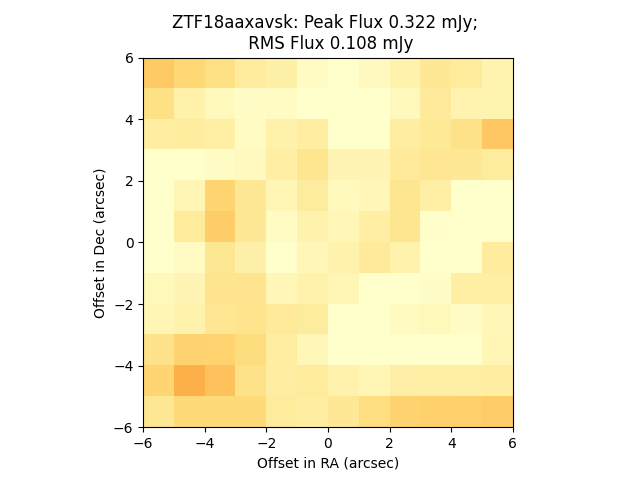 ZTF18aaxavsk: Peak Flux 0.322 mJy;
RMS Flux 0.108 mJy
6
4
2
0
−2
−4
−6
Offset in Dec (arcsec)
−6 −4 −2 0 2 4 6
Offset in RA (arcsec)